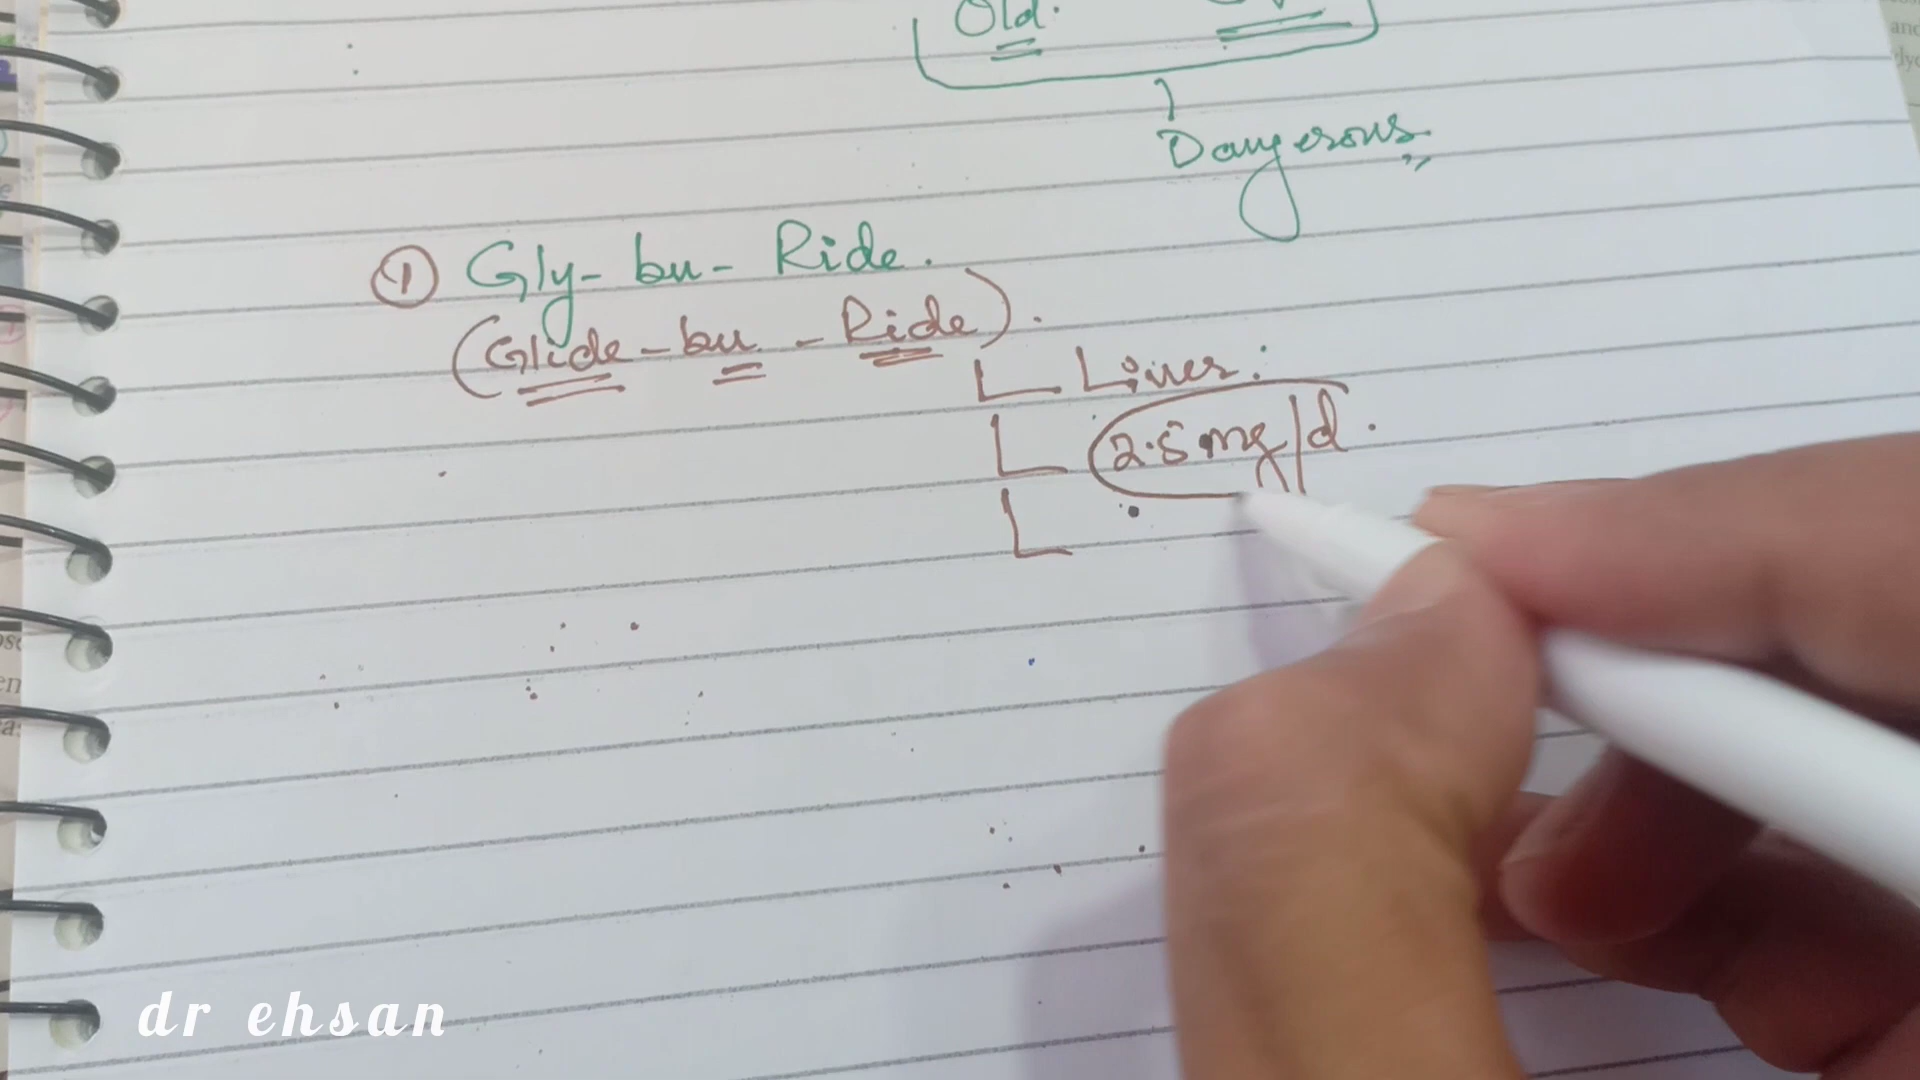 Old.
Dangerous
① Gly-bu-Ride.
(Glide-bu-Ride).
Liver:
2.5 mg/d.
dr ehsan